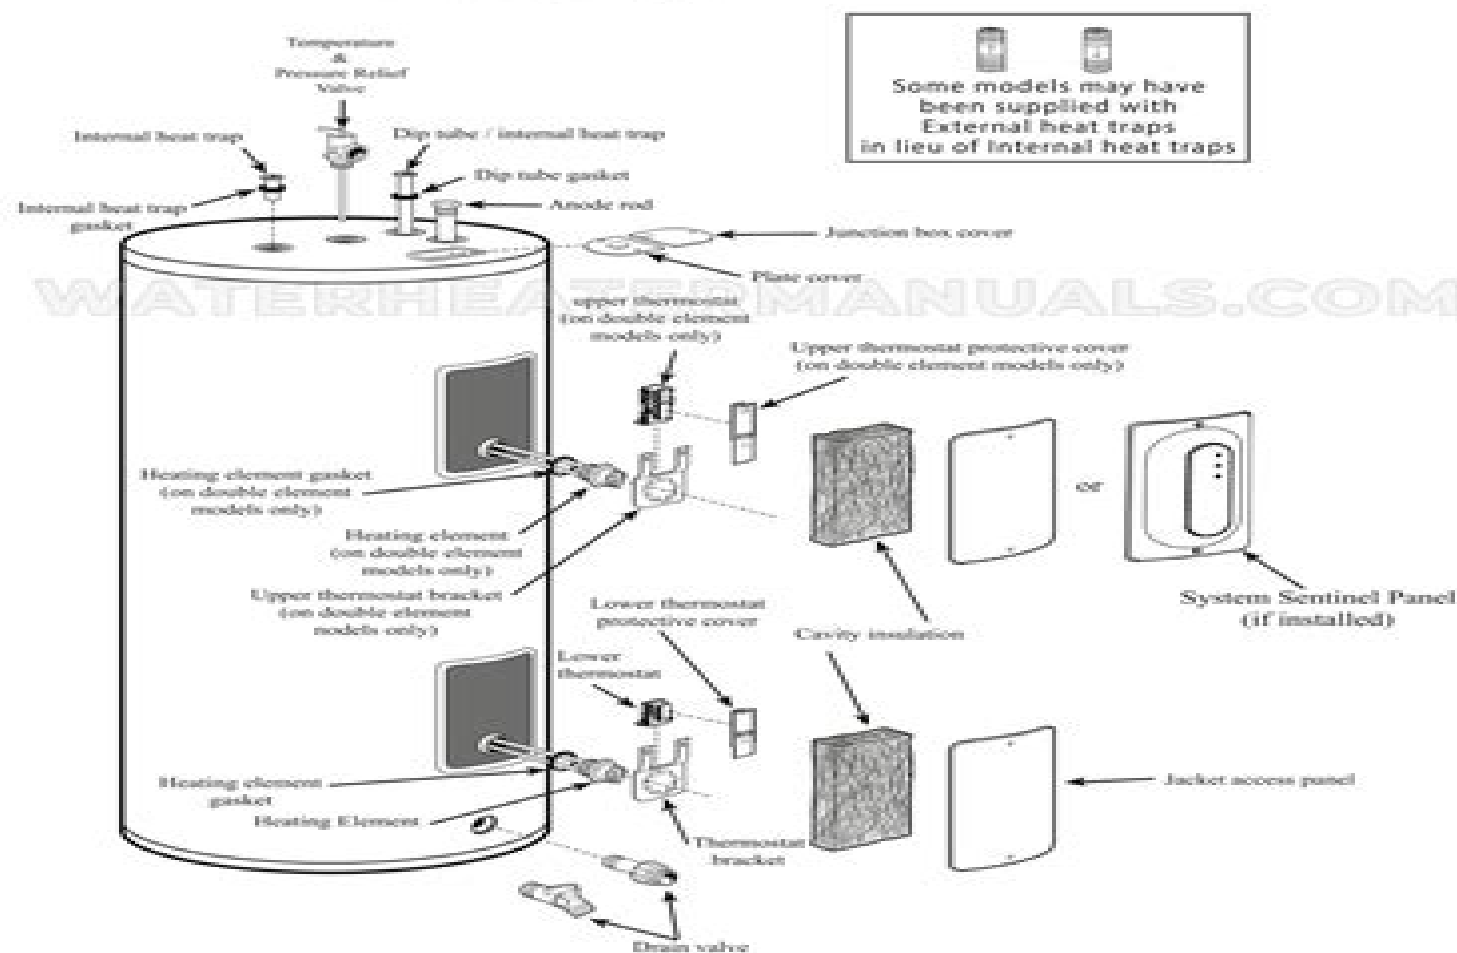 Temperature
&
Pressure Relief
Valve
Internal heat trap
Dip tube / internal heat trap
Dip tube gasket
Internal heat trap
gasket
Anode rod
Some models may have
been supplied with
External heat traps
in lieu of Internal heat traps
Junction box cover
Plate cover
WATERHEATERMANUALS.COM
upper thermostat
(on double element
models only)
Upper thermostat protective cover
(on double element models only)
Heating element gasket
(on double element
models only)
or
Heating element
(on double element
models only)
Upper thermostat bracket
(on double element
models only)
Lower thermostat
protective cover
Cavity insulation
System Sentinel Panel
(if installed)
Lower
thermostat
Heating element
gasket
Heating Element
Jacket access panel
Thermostat
bracket
Drain valve